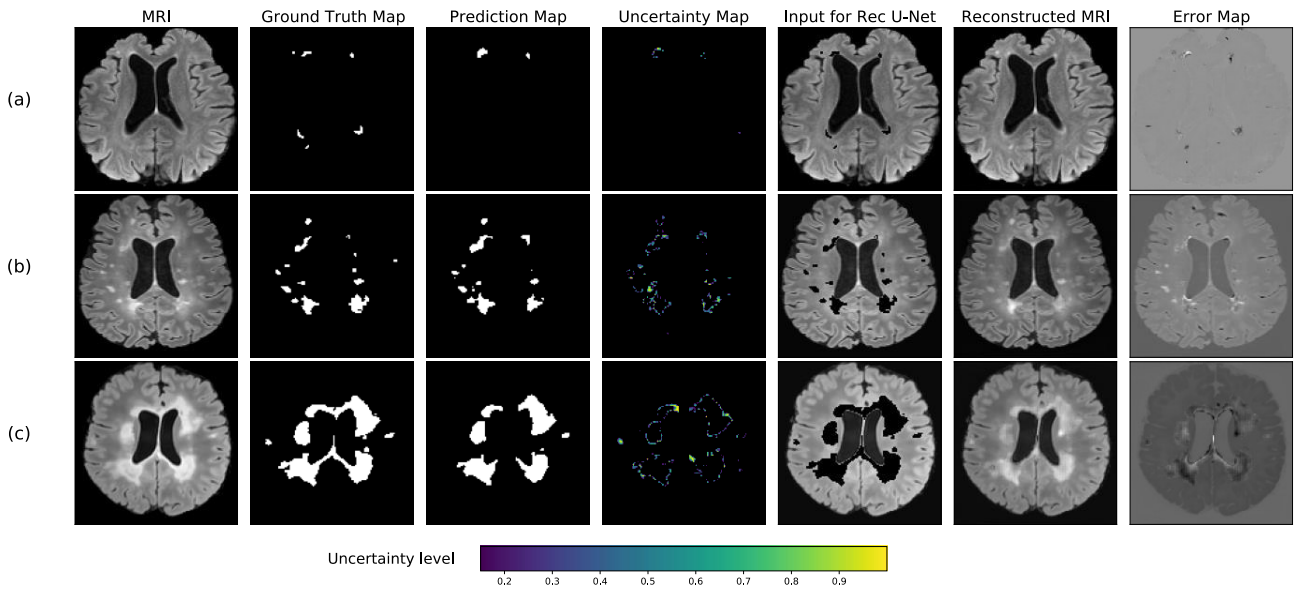 MRI Ground Truth Map Prediction Map Uncertainty Map Input for Rec U-Net Reconstructed MRI Error Map
(a)
(b)
(c)
Uncertainty level
0.2 0.3 0.4 0.5 0.6 0.7 0.8 0.9